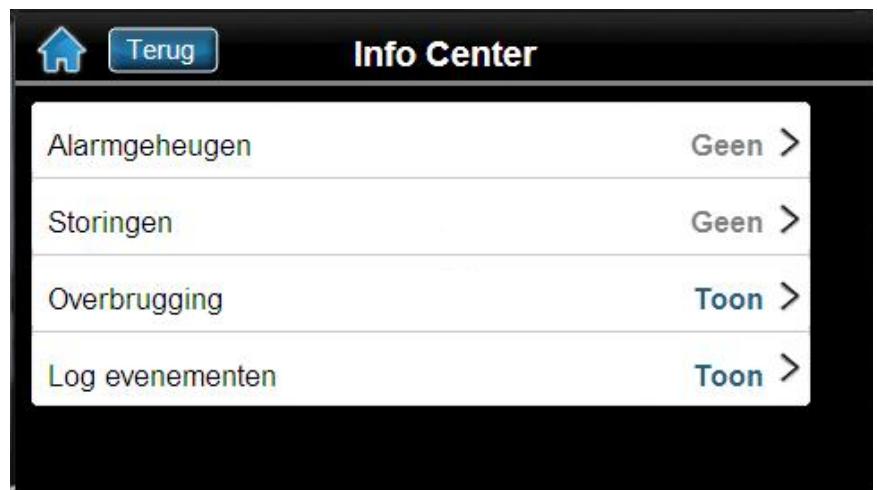 Terug Info Center
Alarmgeheugen Geen
Storingen Geen
Overbrugging Toon
Log evenementen Toon